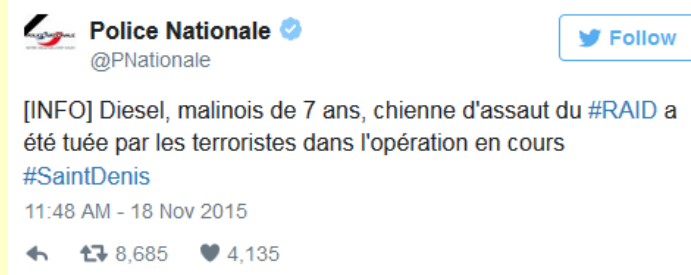 Police Nationale
@PNationale
Follow
[INFO] Diesel, malinois de 7 ans, chienne d'assaut du #RAID a
été tuée par les terroristes dans l'opération en cours
#SaintDenis
11:48 AM - 18 Nov 2015
8,685 4,135